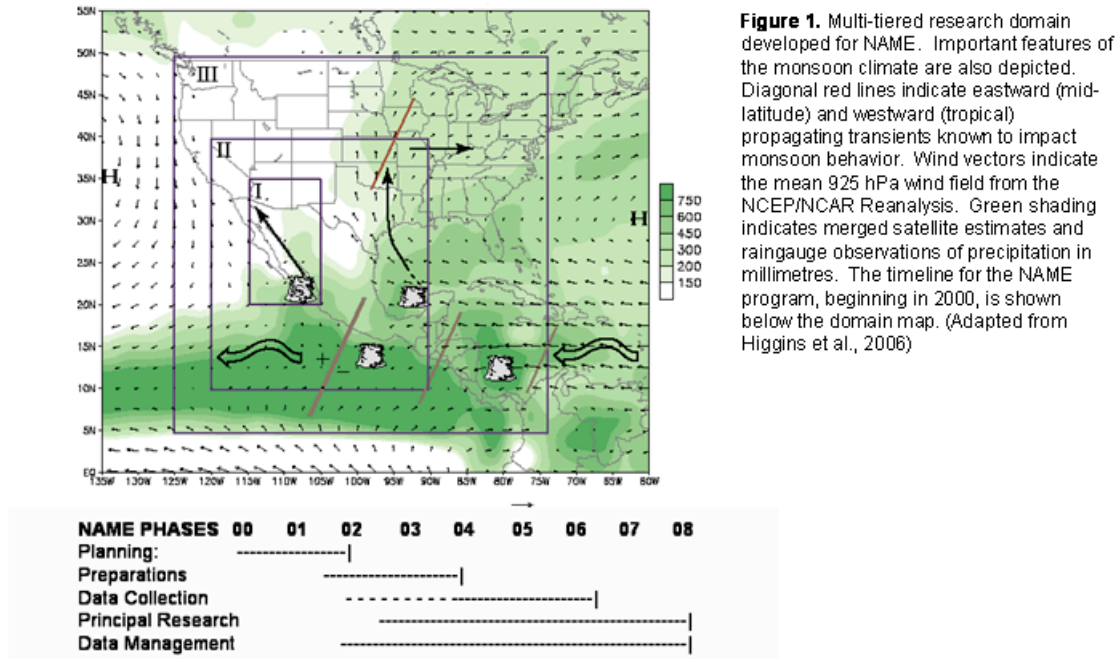 55N
50N
45N
40N
35N
30N
25N
20N
15N
10N
5N
EQ
135W 130W 125W 120W 115W 110W 105W 100W 95W 90W 85W 80W 75W 70W 65W 60W
III
II
I
H
H
+
–
750
600
450
300
200
150
Figure 1. Multi-tiered research domain
developed for NAME. Important features of
the monsoon climate are also depicted.
Diagonal red lines indicate eastward (mid-
latitude) and westward (tropical)
propagating transients known to impact
monsoon behavior. Wind vectors indicate
the mean 925 hPa wind field from the
NCEP/NCAR Reanalysis. Green shading
indicates merged satellite estimates and
raingauge observations of precipitation in
millimetres. The timeline for the NAME
program, beginning in 2000, is shown
below the domain map. (Adapted from
Higgins et al., 2006)
NAME PHASES 00 01 02 03 04 05 06 07 08
Planning:
Preparations
Data Collection
Principal Research
Data Management